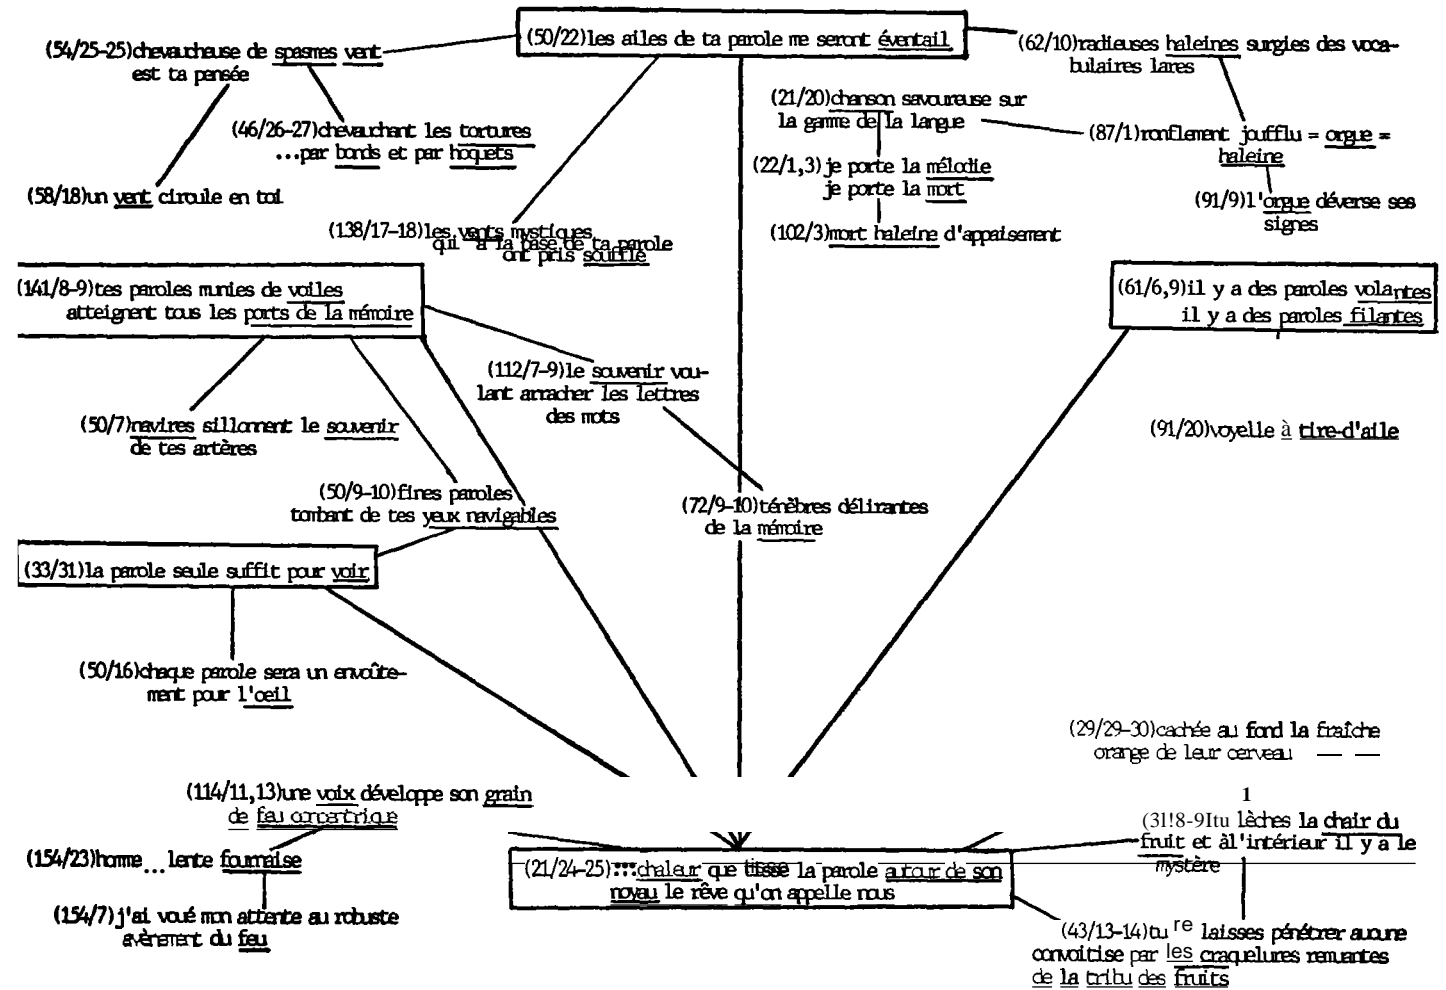 (50/22)les ailes de ta parole me seront éventail
(54/25-25)chevaucheuse de spasmes vent
est ta pensée
(62/10)radieuses haleines surgies des voca-
bulaires lares
(46/26-27)chevauchant les tortures
...par bonds et par hoquets
(21/20)chanson savoureuse sur
la gamme de la langue
(87/1)ronflement joufflu = orgue =
haleine
(22/1,3)je porte la mélodie
je porte la mort
(58/18)un vent circule en toi
(91/9)l'orgue déverse ses
signes
(138/17-18)les vents mystiques
qui à la base de ta parole
ont pris souffle
(102/3)mort haleine d'appaisement
(141/8-9)tes paroles munies de voiles
atteignent tous les ports de la mémoire
(61/6,9)il y a des paroles volantes
il y a des paroles filantes
(112/7-9)le souvenir vou-
lant arracher les lettres
des mots
(50/7)navires sillonnent le souvenir
de tes artères
(91/20)voyelle à tire-d'aile
(50/9-10)fines paroles
tombant de tes yeux navigables
(72/9-10)ténèbres délirantes
de la mémoire
(33/31)la parole seule suffit pour voir
(50/16)chaque parole sera un envoûte-
ment pour l'œil
(29/29-30)cachée au fond la fraîche
orange de leur cerveau — —
(114/11,13)une voix développe son grain
de feu concentrique
1
(31!8-9Itu lèches la chair du
fruit et àl'intérieur il y a le
mystère
(154/23)homme...lente fournaise
(21/24-25)...chaleur que tisse la parole autour de son
noyau le rêve qu'on appelle nous
(154/7)j'ai voué mon attente au robuste
avènement du feu
(43/13-14)tu re laisses pénétrer aucune
convoitise par les craquelures remuantes
de la tribu des fruits